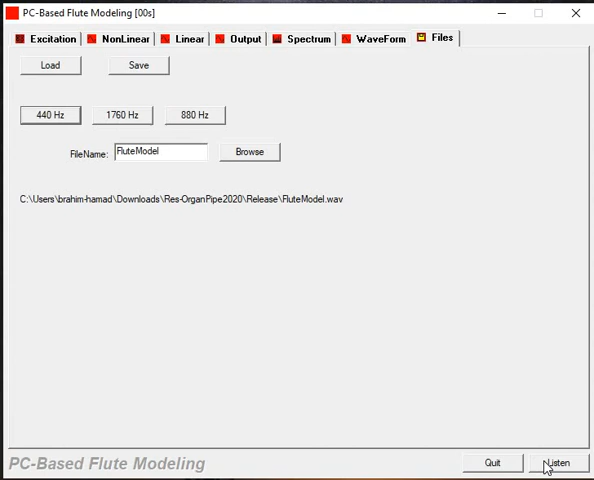 PC-Based Flute Modeling [00s]
Excitation NonLinear Linear Output Spectrum WaveForm Files
Load Save
440 Hz 1760 Hz 880 Hz
FileName: FluteModel Browse
C:\Users\brahim-hamad\Downloads\Res-OrganPipe2020\Release\FluteModel.wav
PC-Based Flute Modeling Quit Listen